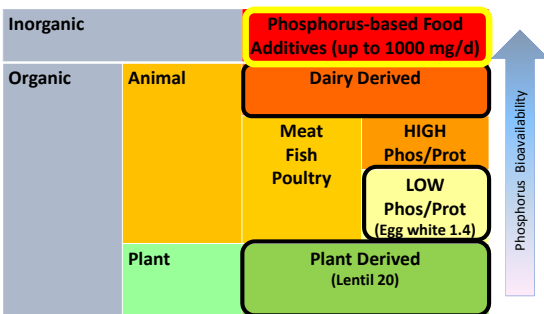 Inorganic
Phosphorus-based Food
Additives (up to 1000 mg/d)
Organic
Animal
Dairy Derived
Meat
Fish
Poultry
HIGH
Phos/Prot
LOW
Phos/Prot
(Egg white 1.4)
Plant
Plant Derived
(Lentil 20)
Phosphorus Bioavailability